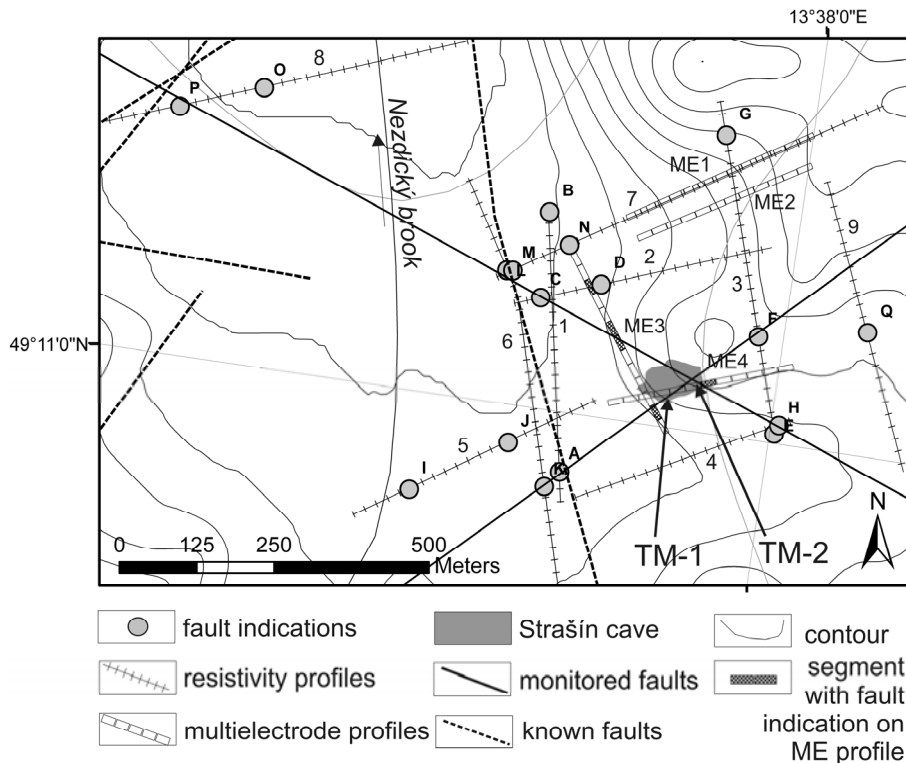 13°38'0"E
8
O
P
G
Nezdický brook
ME1
B
7
ME2
N
9
M
L
D
2
C
3
1
ME3
F
Q
49°11'0"N
6
ME4
H
E
J
5
A
K
4
I
N
0 125 250 500
Meters
TM-1
TM-2
fault indications
Strašín cave
contour
resistivity profiles
monitored faults
segment
with fault
indication on
ME profile
multielectrode profiles
known faults